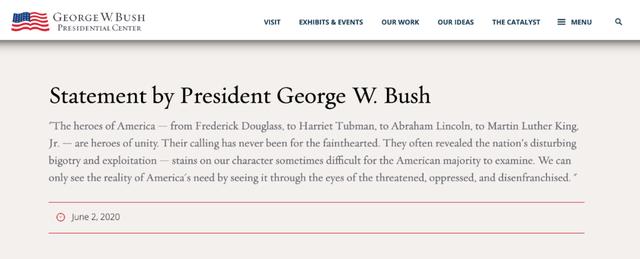 GEORGE W. BUSH
PRESIDENTIAL CENTER
VISIT
EXHIBITS & EVENTS
OUR WORK
OUR IDEAS
THE CATALYST
MENU
Statement by President George W. Bush
"The heroes of America — from Frederick Douglass, to Harriet Tubman, to Abraham Lincoln, to Martin Luther King,
Jr. — are heroes of unity. Their calling has never been for the fainthearted. They often revealed the nation's disturbing
bigotry and exploitation — stains on our character sometimes difficult for the American majority to examine. We can
only see the reality of America's need by seeing it through the eyes of the threatened, oppressed, and disenfranchised. "
June 2, 2020